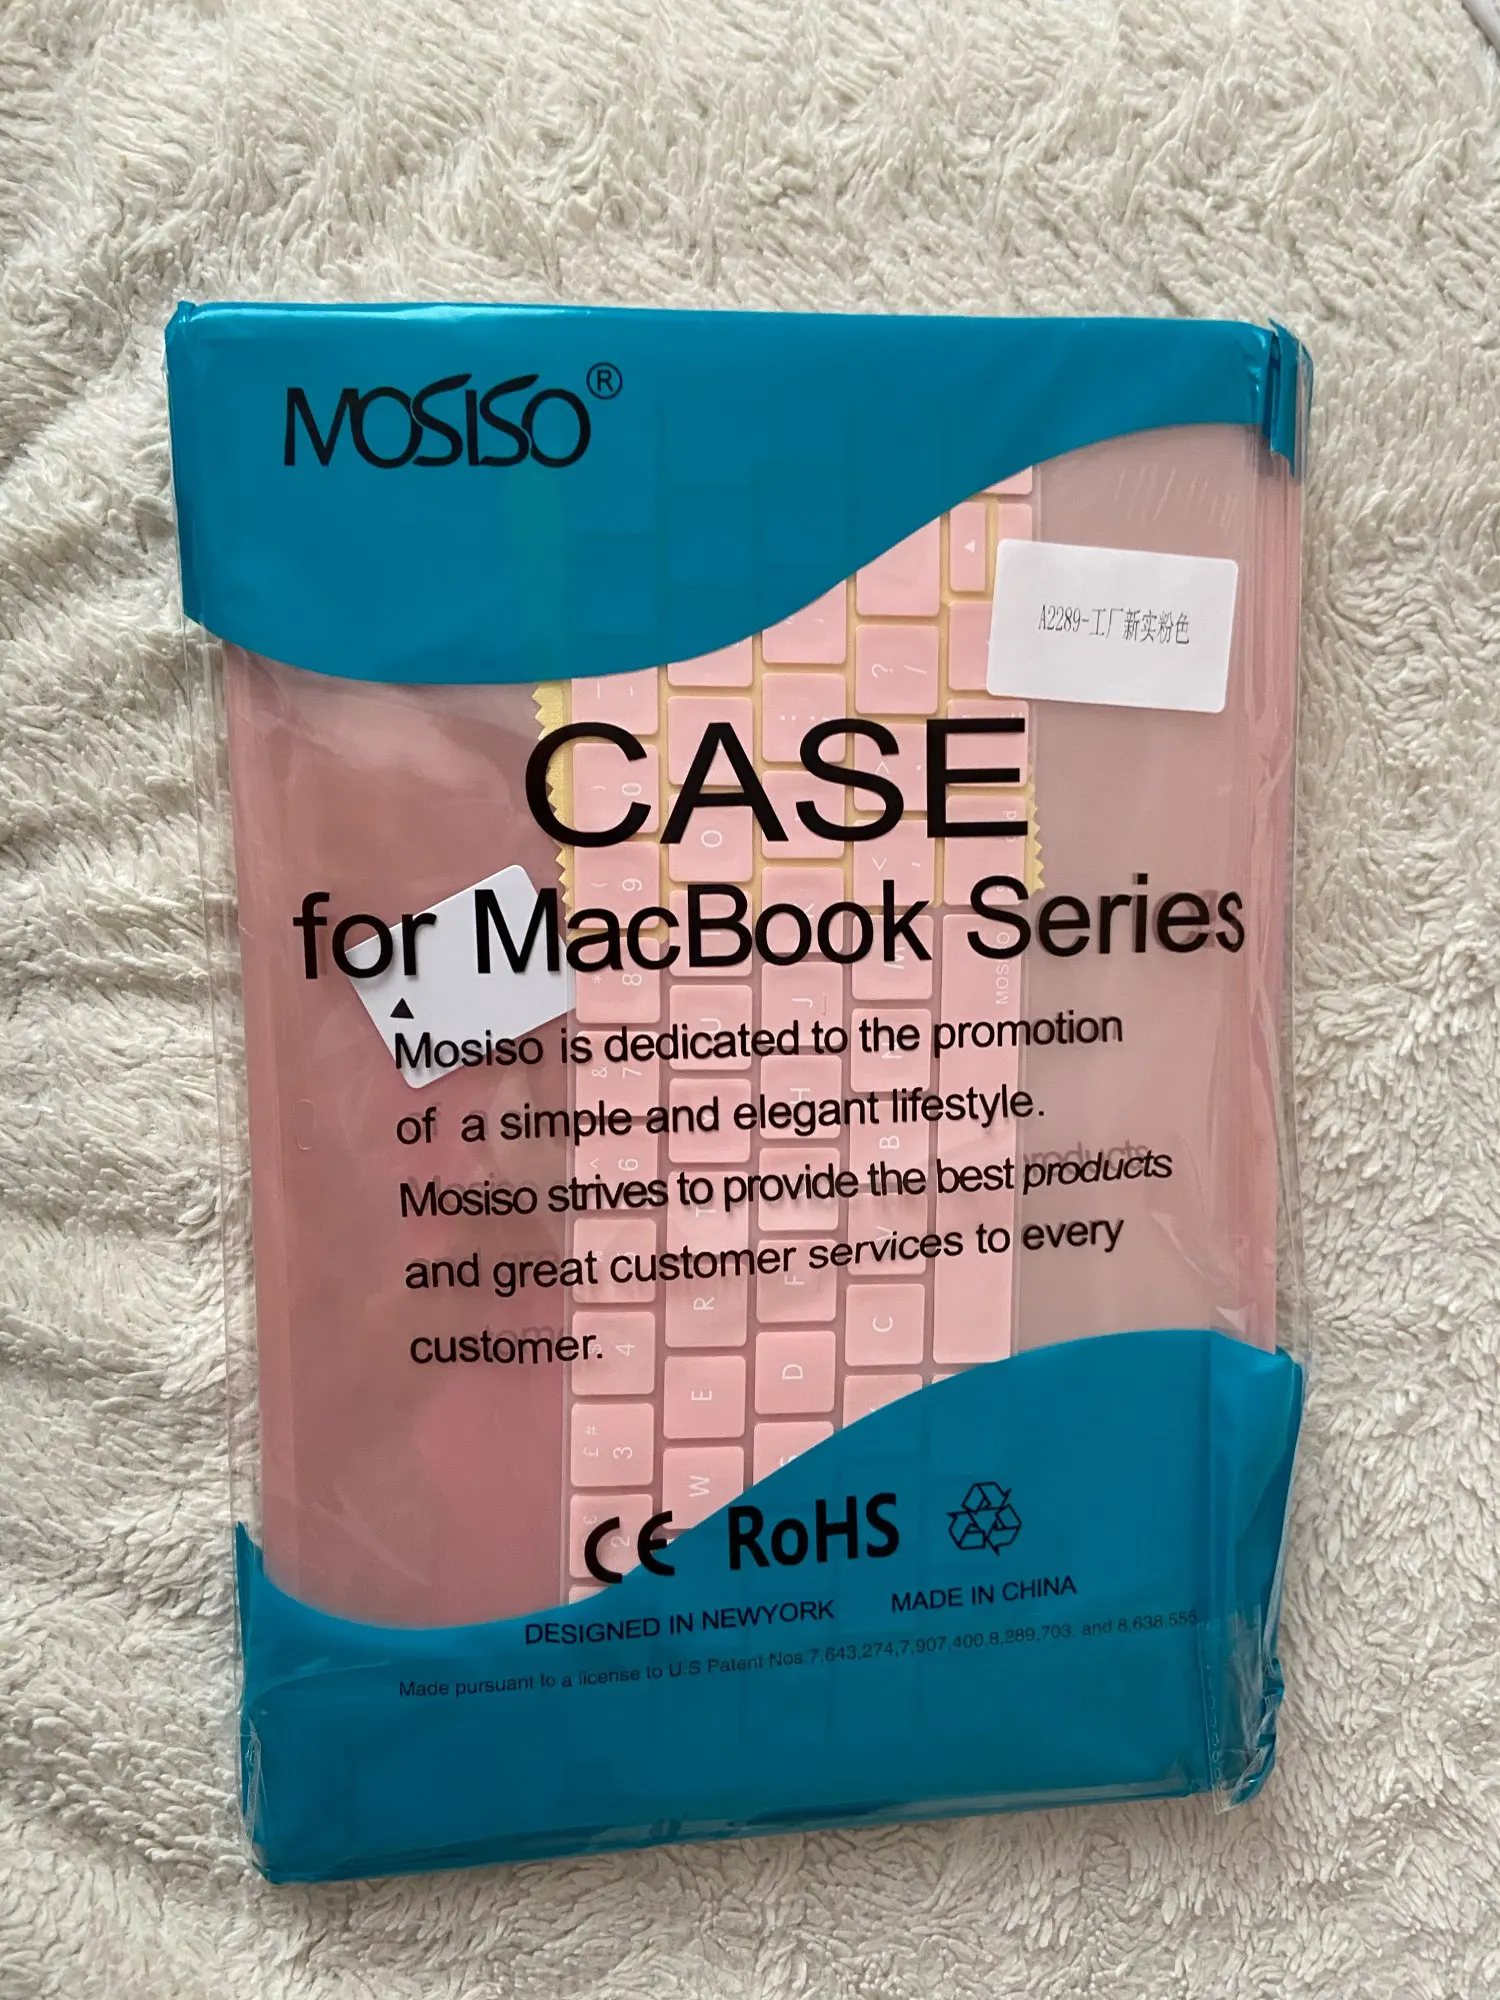 MOSISO®
A2289-工厂新实粉色
CASE
for MacBook Series
Mosiso is dedicated to the promotion
of a simple and elegant lifestyle.
Mosiso strives to provide the best products
and great customer services to every
customer.
CE RoHS
DESIGNED IN NEWYORK MADE IN CHINA
Made pursuant to a license to U.S Patent Nos.7,643,274,7,907,400,8,289,703, and 8,638,555